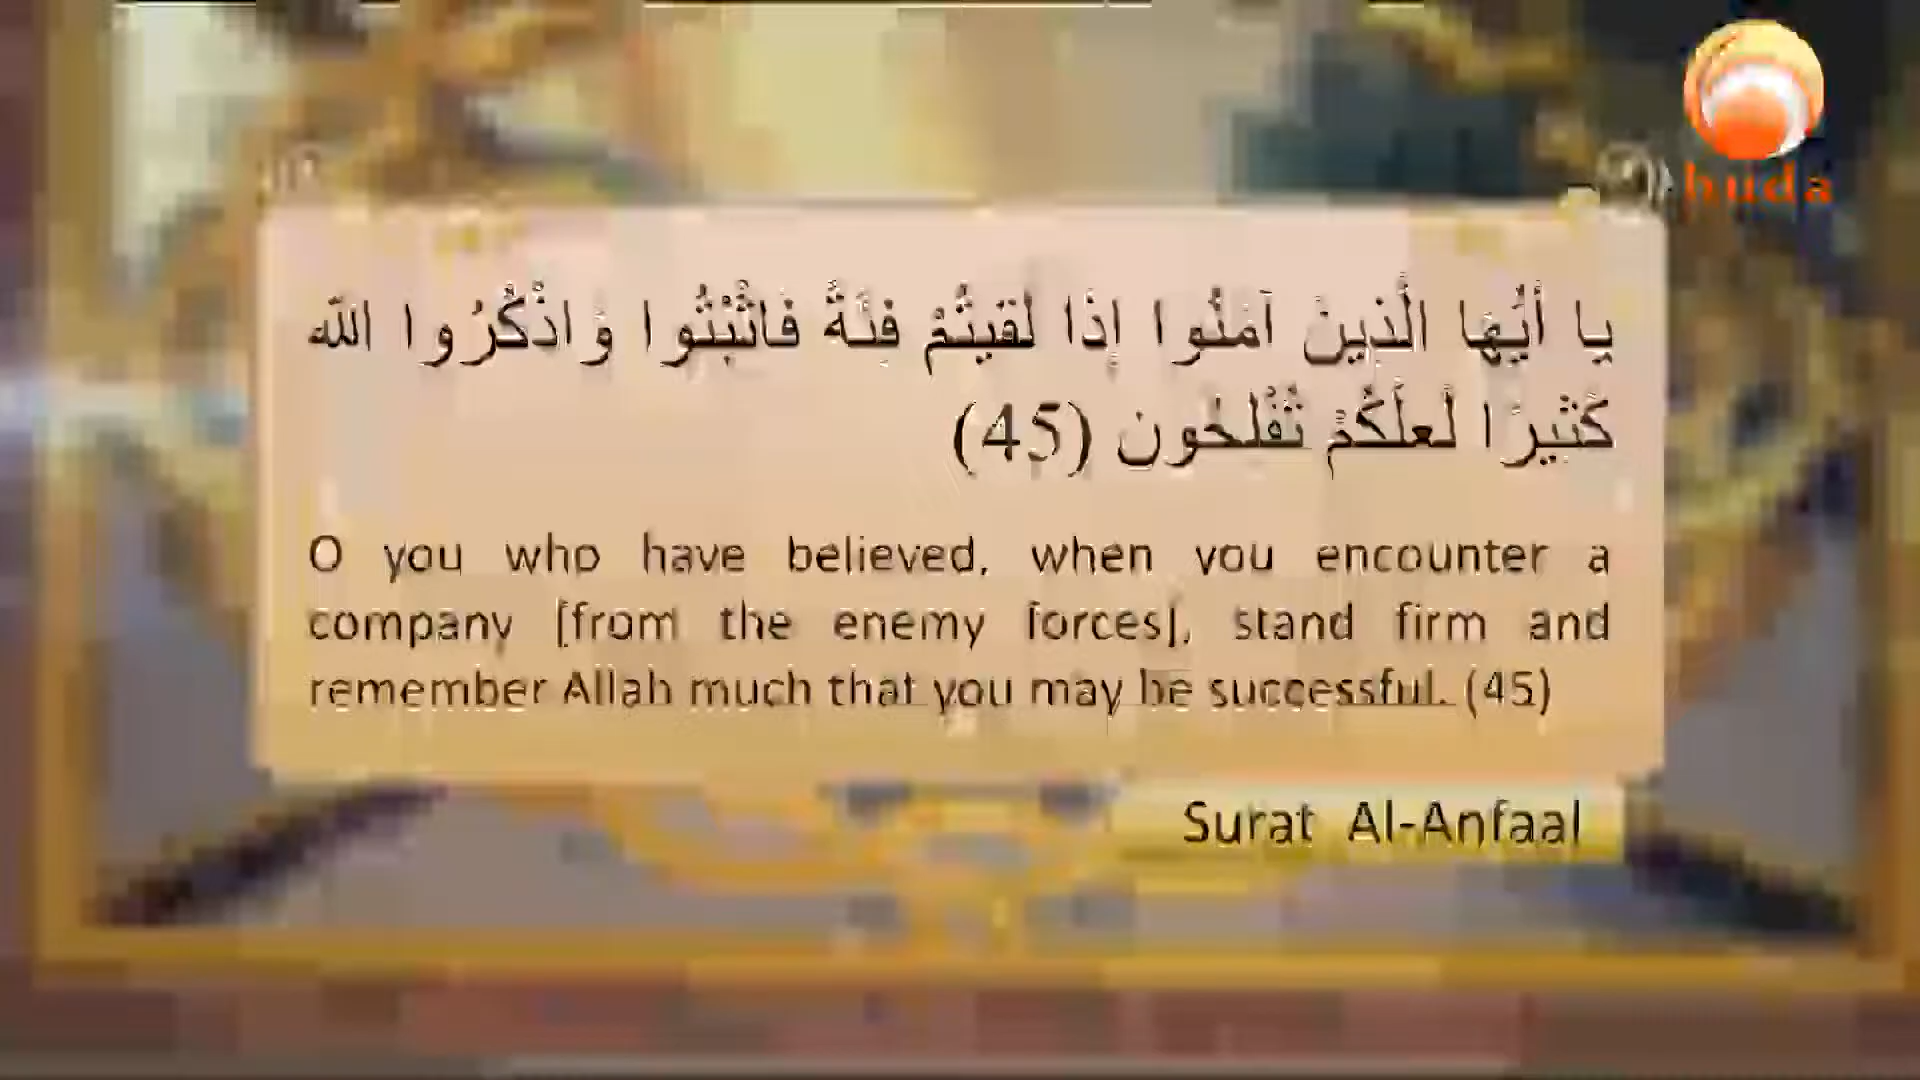 huda
يا أَيُّهَا الَّذِينَ آمَنُوا إِذَا لَقِيتُمْ فِئَةً فَاثْبُتُوا وَاذْكُرُوا اللَّه
كَثِيرًا لَّعَلَّكُمْ تُفْلِحُون (45)
O you who have believed, when you encounter a
company [from the enemy forces], stand firm and
remember Allah much that you may be successful. (45)
Surat Al-Anfaal